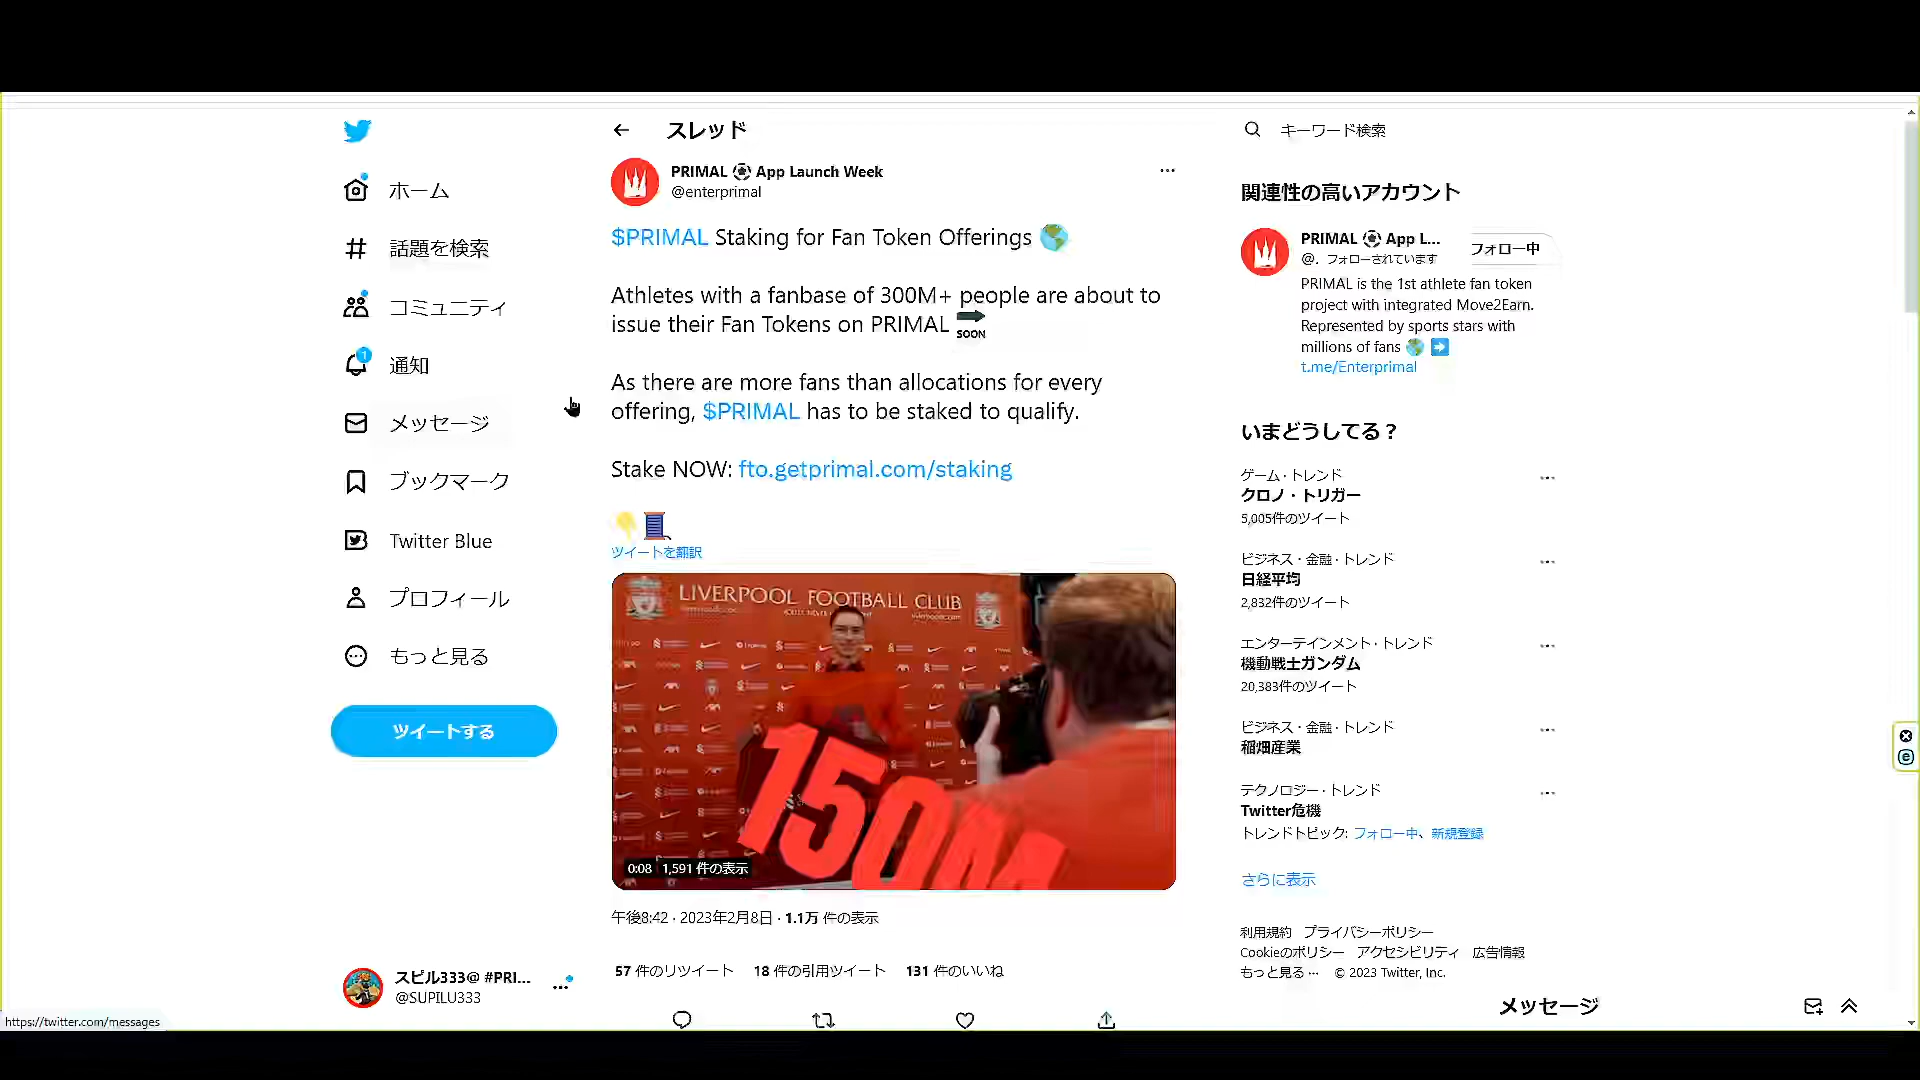 ホーム
話題を検索
コミュニティ
1
通知
メッセージ
ブックマーク
Twitter Blue
プロフィール
もっと見る
ツイートする
スピル333@ #PRI...
@SUPILU333
https://twitter.com/messages
スレッド
PRIMAL ⚽ App Launch Week
@enterprimal
$PRIMAL Staking for Fan Token Offerings
Athletes with a fanbase of 300M+ people are about to
issue their Fan Tokens on PRIMAL SOON
As there are more fans than allocations for every
offering, $PRIMAL has to be staked to qualify.
Stake NOW: fto.getprimal.com/staking
ツイートを翻訳
LIVERPOOL FOOTBALL CLUB
150M
0:08 1,591 件の表示
午後8:42 · 2023年2月8日 · 1.1万 件の表示
57 件のリツイート 18 件の引用ツイート 131 件のいいね
キーワード検索
関連性の高いアカウント
PRIMAL ⚽ App L...
@. フォローされています
フォロー中
PRIMAL is the 1st athlete fan token
project with integrated Move2Earn.
Represented by sports stars with
millions of fans
t.me/Enterprimal
いまどうしてる？
ゲーム・トレンド
クロノ・トリガー
5,005件のツイート
ビジネス・金融・トレンド
日経平均
2,832件のツイート
エンターテインメント・トレンド
機動戦士ガンダム
20,383件のツイート
ビジネス・金融・トレンド
稲畑産業
テクノロジー・トレンド
Twitter危機
トレンドトピック: フォロー中、新規登録
さらに表示
利用規約 プライバシーポリシー
Cookieのポリシー アクセシビリティ 広告情報
もっと見る ··· © 2023 Twitter, Inc.
メッセージ